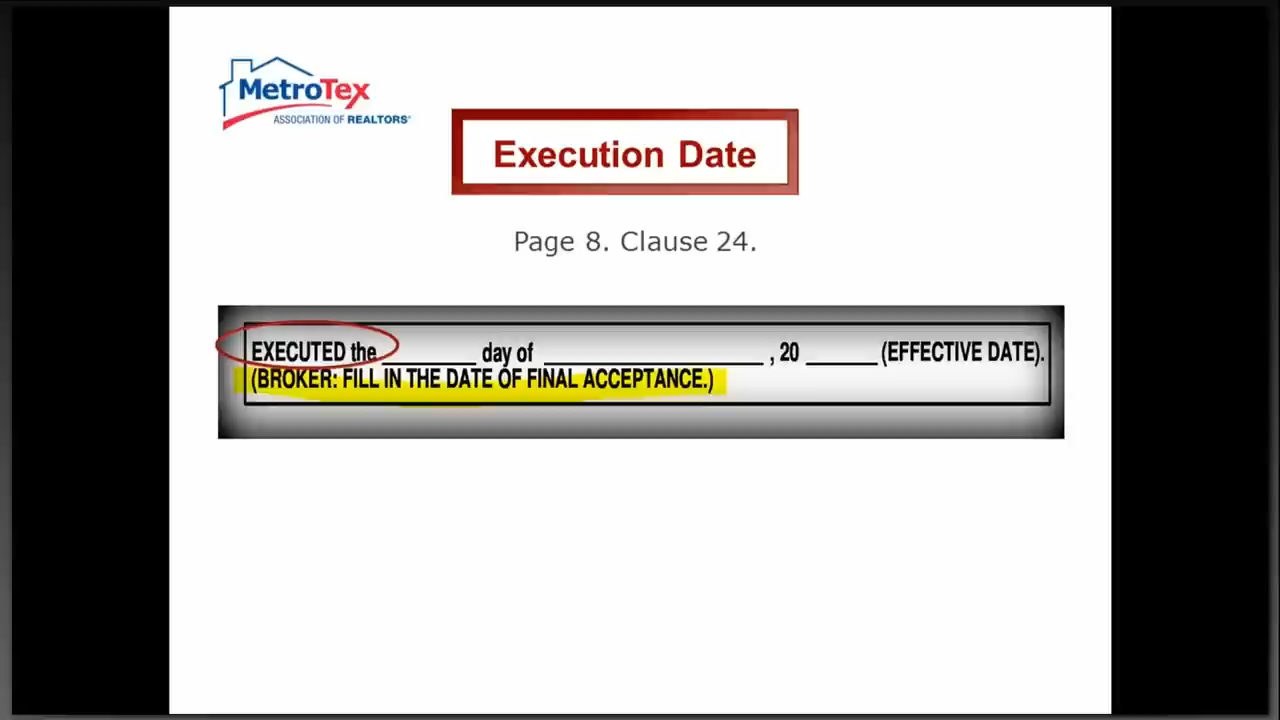 MetroTex
ASSOCIATION OF REALTORS®
Execution Date
Page 8. Clause 24.
EXECUTED the ________ day of ____________________ , 20 ______ (EFFECTIVE DATE).
(BROKER: FILL IN THE DATE OF FINAL ACCEPTANCE.)